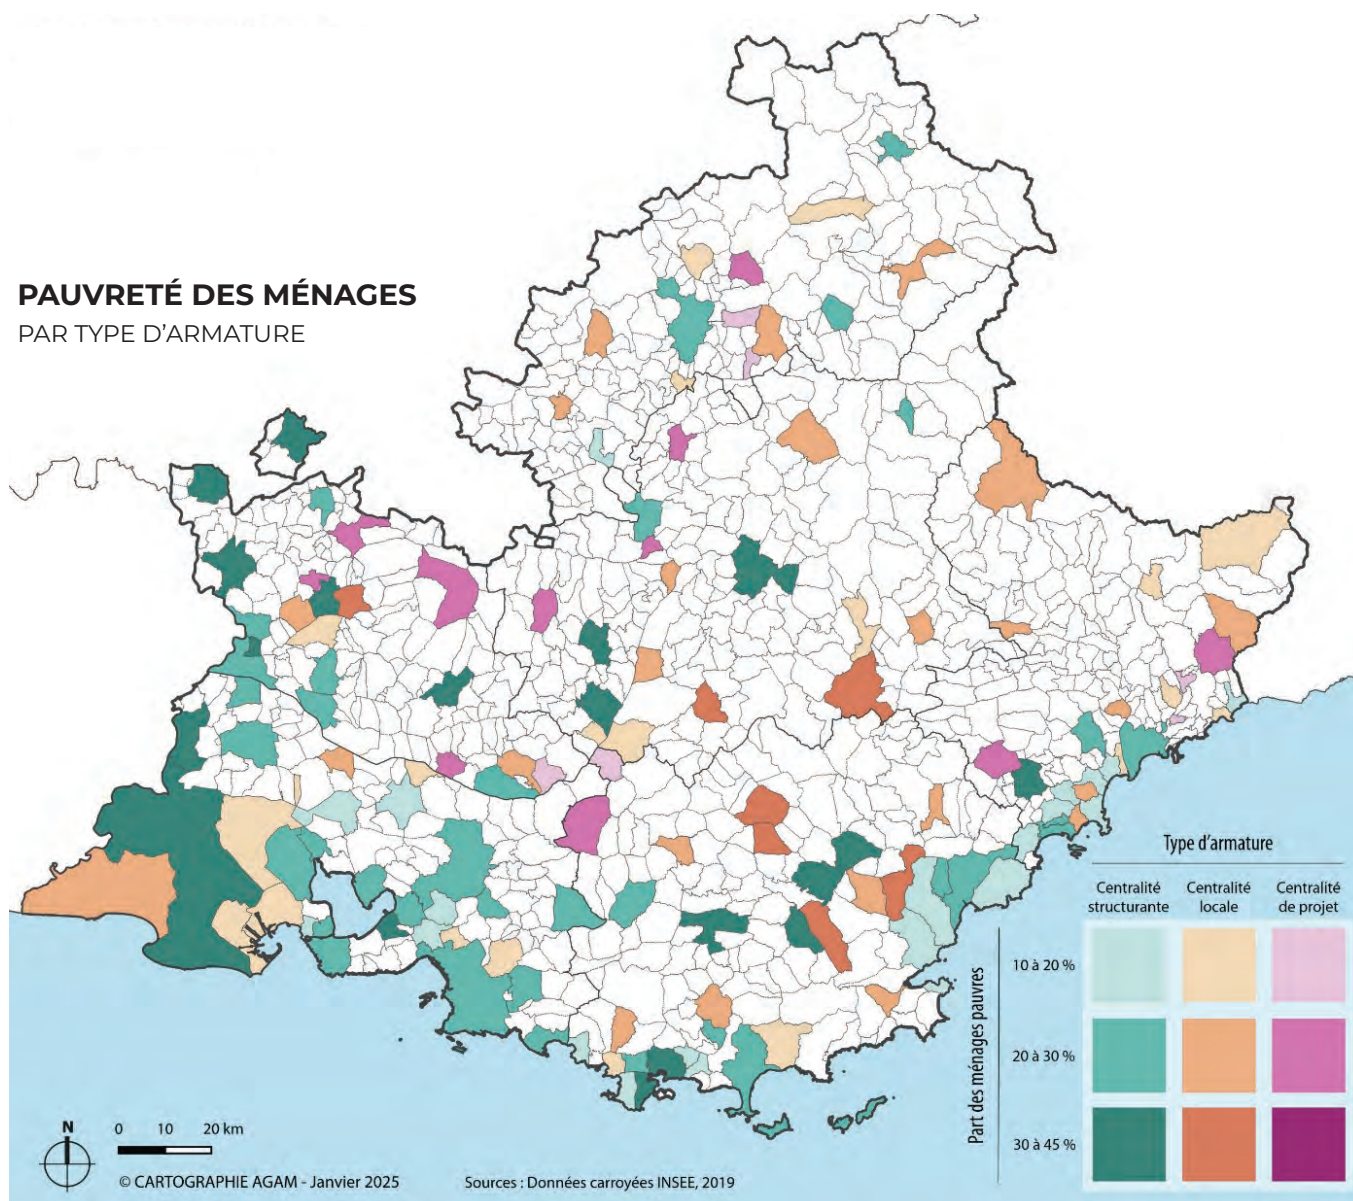 PAUVRETÉ DES MÉNAGES
PAR TYPE D'ARMATURE
Type d'armature
Centralité structurante
Centralité locale
Centralité de projet
Part des ménages pauvres
10 à 20 %
20 à 30 %
30 à 45 %
N
0 10 20 km
© CARTOGRAPHIE AGAM - Janvier 2025
Sources : Données carroyées INSEE, 2019